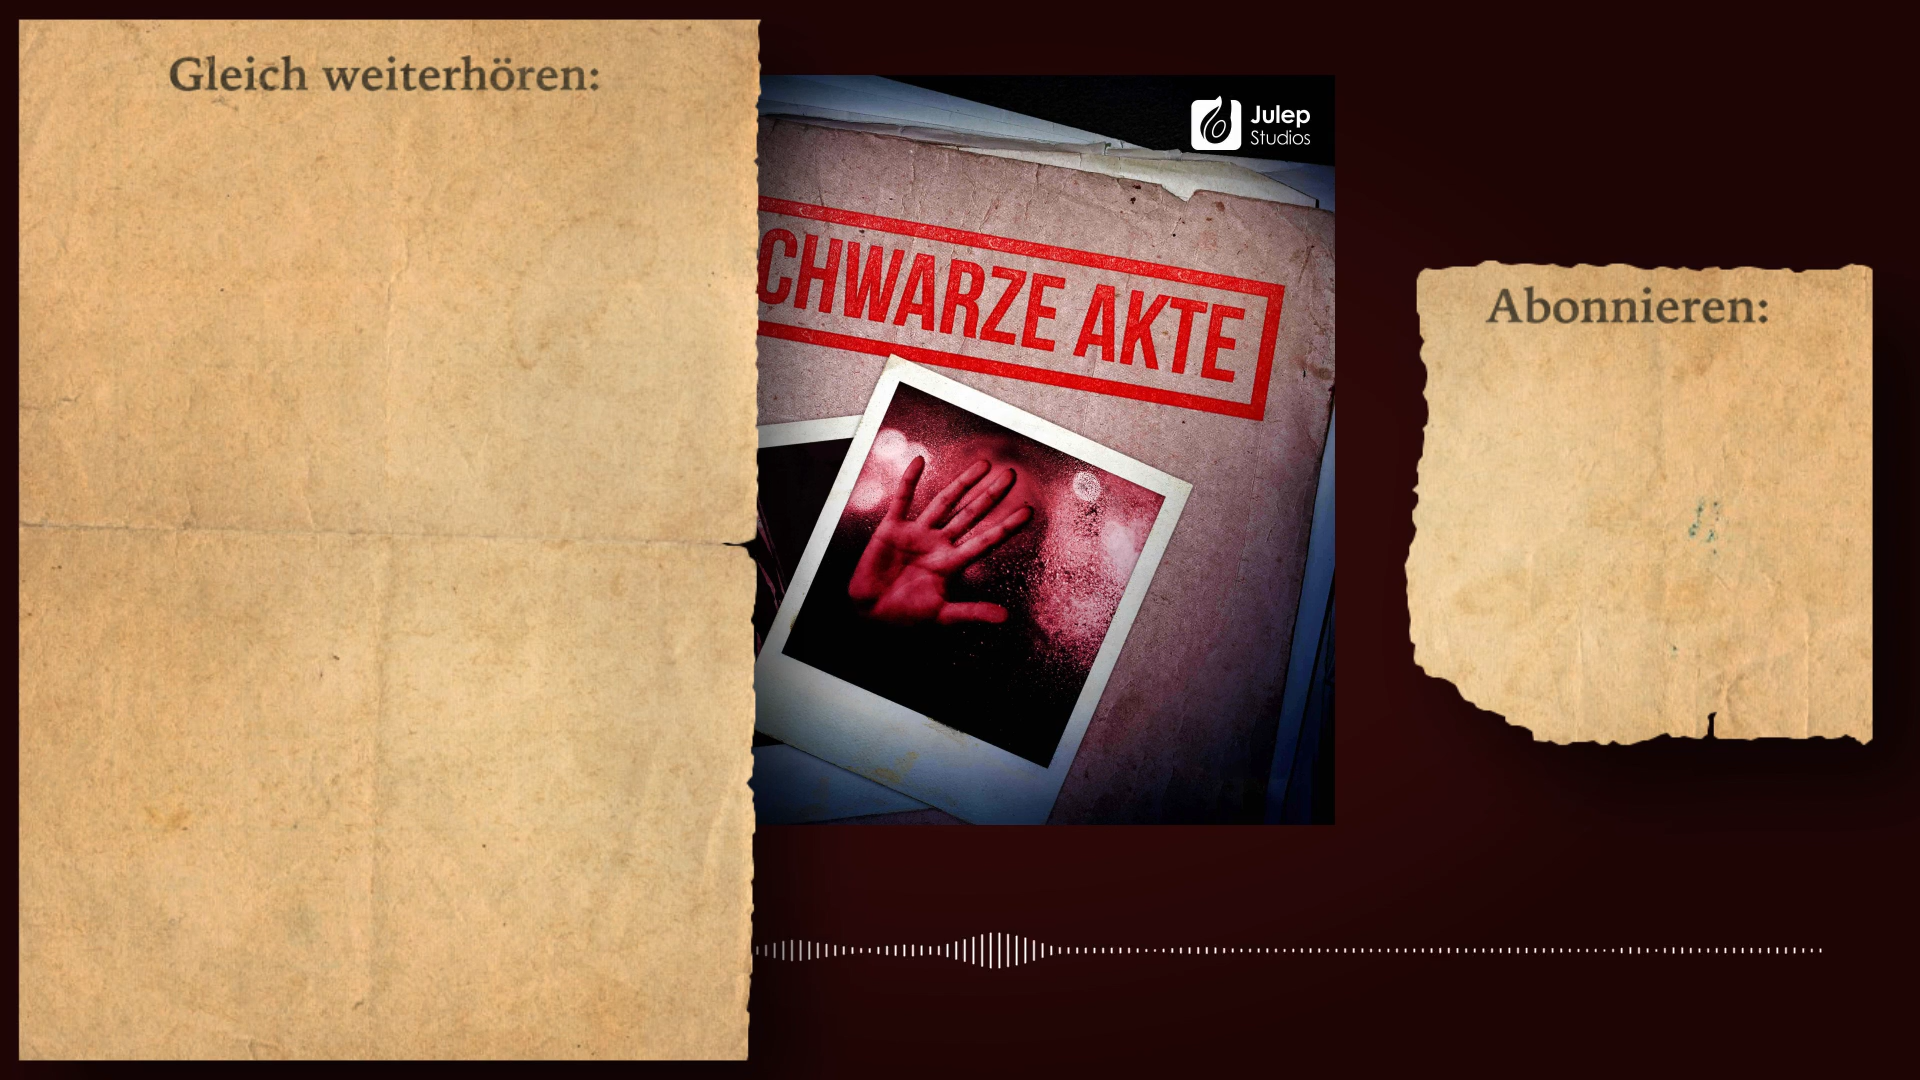 Gleich weiterhören:
Julep
Studios
CHWARZE AKTE
Abonnieren: